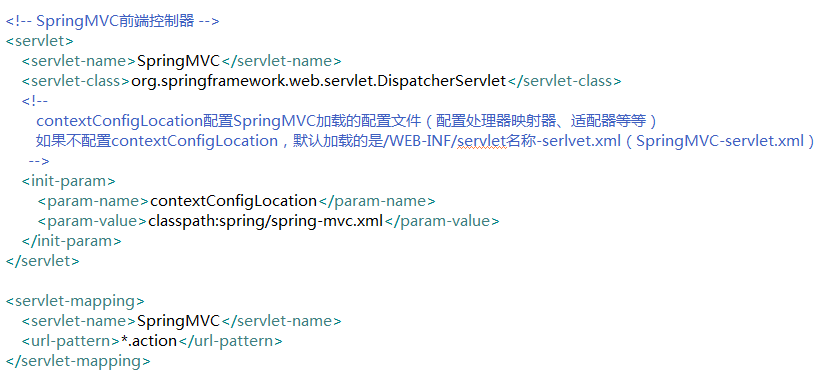 <!-- SpringMVC前端控制器 -->
<servlet>
<servlet-name>SpringMVC</servlet-name>
<servlet-class>org.springframework.web.servlet.DispatcherServlet</servlet-class>
<!--
contextConfigLocation配置SpringMVC加载的配置文件（配置处理器映射器、适配器等等）
如果不配置contextConfigLocation，默认加载的是/WEB-INF/servlet名称-serlvet.xml（SpringMVC-servlet.xml）
-->
<init-param>
<param-name>contextConfigLocation</param-name>
<param-value>classpath:spring/spring-mvc.xml</param-value>
</init-param>
</servlet>
<servlet-mapping>
<servlet-name>SpringMVC</servlet-name>
<url-pattern>*.action</url-pattern>
</servlet-mapping>